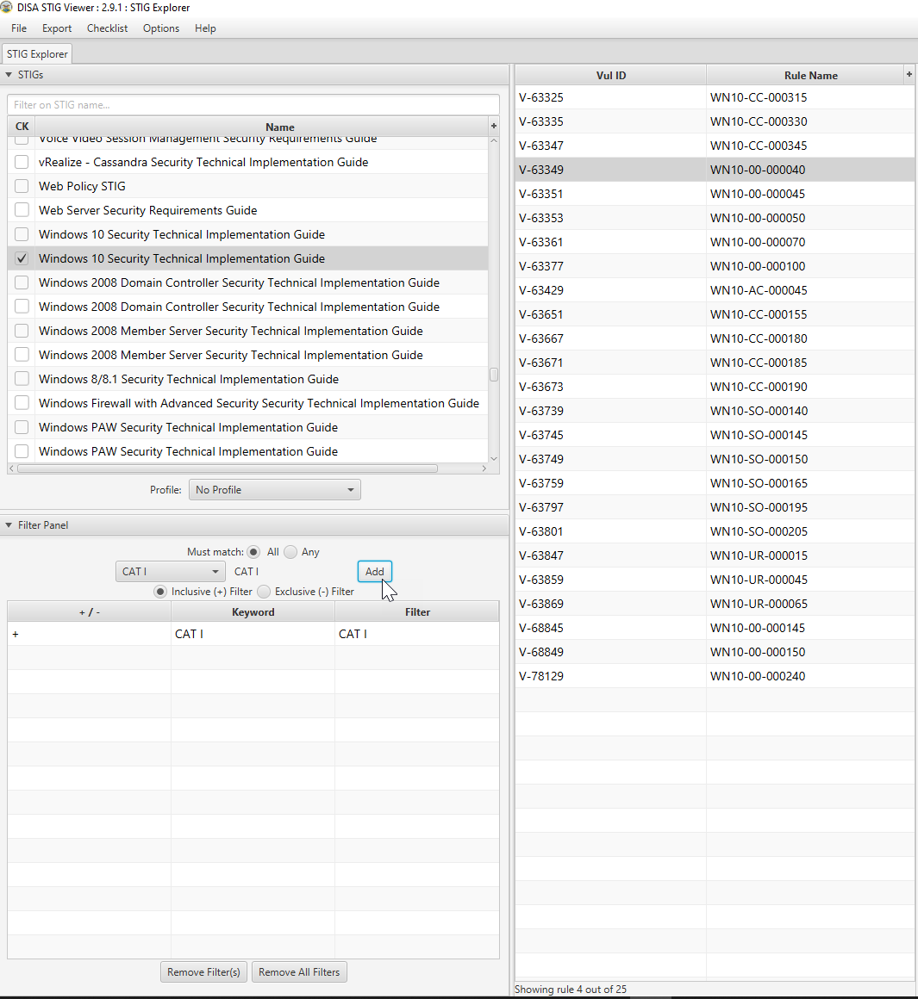 DISA STIG Viewer : 2.9.1 : STIG Explorer
File Export Checklist Options Help
STIG Explorer
STIGs
Filter on STIG name...
CK Name +
Voice Video Session Management Security Requirements Guide
vRealize - Cassandra Security Technical Implementation Guide
Web Policy STIG
Web Server Security Requirements Guide
Windows 10 Security Technical Implementation Guide
Windows 10 Security Technical Implementation Guide
Windows 2008 Domain Controller Security Technical Implementation Guide
Windows 2008 Domain Controller Security Technical Implementation Guide
Windows 2008 Member Server Security Technical Implementation Guide
Windows 2008 Member Server Security Technical Implementation Guide
Windows 8/8.1 Security Technical Implementation Guide
Windows Firewall with Advanced Security Security Technical Implementation Guide
Windows PAW Security Technical Implementation Guide
Windows PAW Security Technical Implementation Guide
Profile: No Profile
Filter Panel
Must match: All Any
CAT I CAT I Add
Inclusive (+) Filter Exclusive (-) Filter
+ / - Keyword Filter
+ CAT I CAT I
Remove Filter(s) Remove All Filters
Vul ID Rule Name +
V-63325 WN10-CC-000315
V-63335 WN10-CC-000330
V-63347 WN10-CC-000345
V-63349 WN10-00-000040
V-63351 WN10-00-000045
V-63353 WN10-00-000050
V-63361 WN10-00-000070
V-63377 WN10-00-000100
V-63429 WN10-AC-000045
V-63651 WN10-CC-000155
V-63667 WN10-CC-000180
V-63671 WN10-CC-000185
V-63673 WN10-CC-000190
V-63739 WN10-SO-000140
V-63745 WN10-SO-000145
V-63749 WN10-SO-000150
V-63759 WN10-SO-000165
V-63797 WN10-SO-000195
V-63801 WN10-SO-000205
V-63847 WN10-UR-000015
V-63859 WN10-UR-000045
V-63869 WN10-UR-000065
V-68845 WN10-00-000145
V-68849 WN10-00-000150
V-78129 WN10-00-000240
Showing rule 4 out of 25